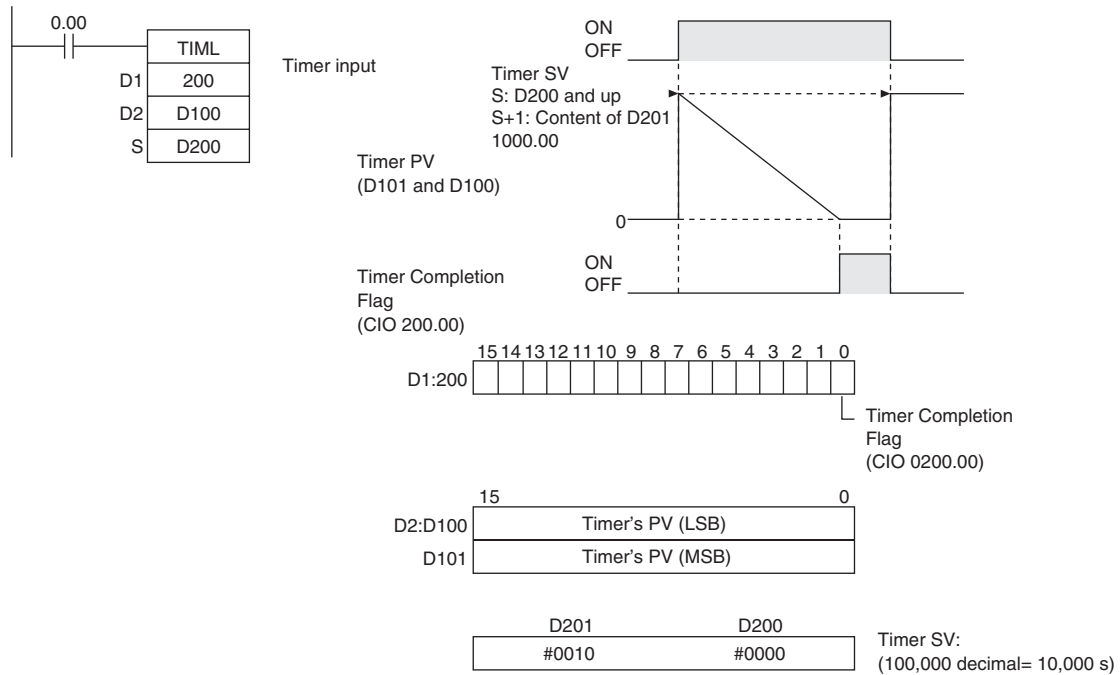 0.00
TIML
D1 200
D2 D100
S D200
Timer input
ON
OFF
Timer SV
S: D200 and up
S+1: Content of D201
1000.00
Timer PV
(D101 and D100)
0
Timer Completion
Flag
(CIO 200.00)
ON
OFF
15 14 13 12 11 10 9 8 7 6 5 4 3 2 1 0
D1:200
Timer Completion
Flag
(CIO 0200.00)
15 0
D2:D100 Timer's PV (LSB)
D101 Timer's PV (MSB)
D201 D200
#0010 #0000
Timer SV:
(100,000 decimal= 10,000 s)